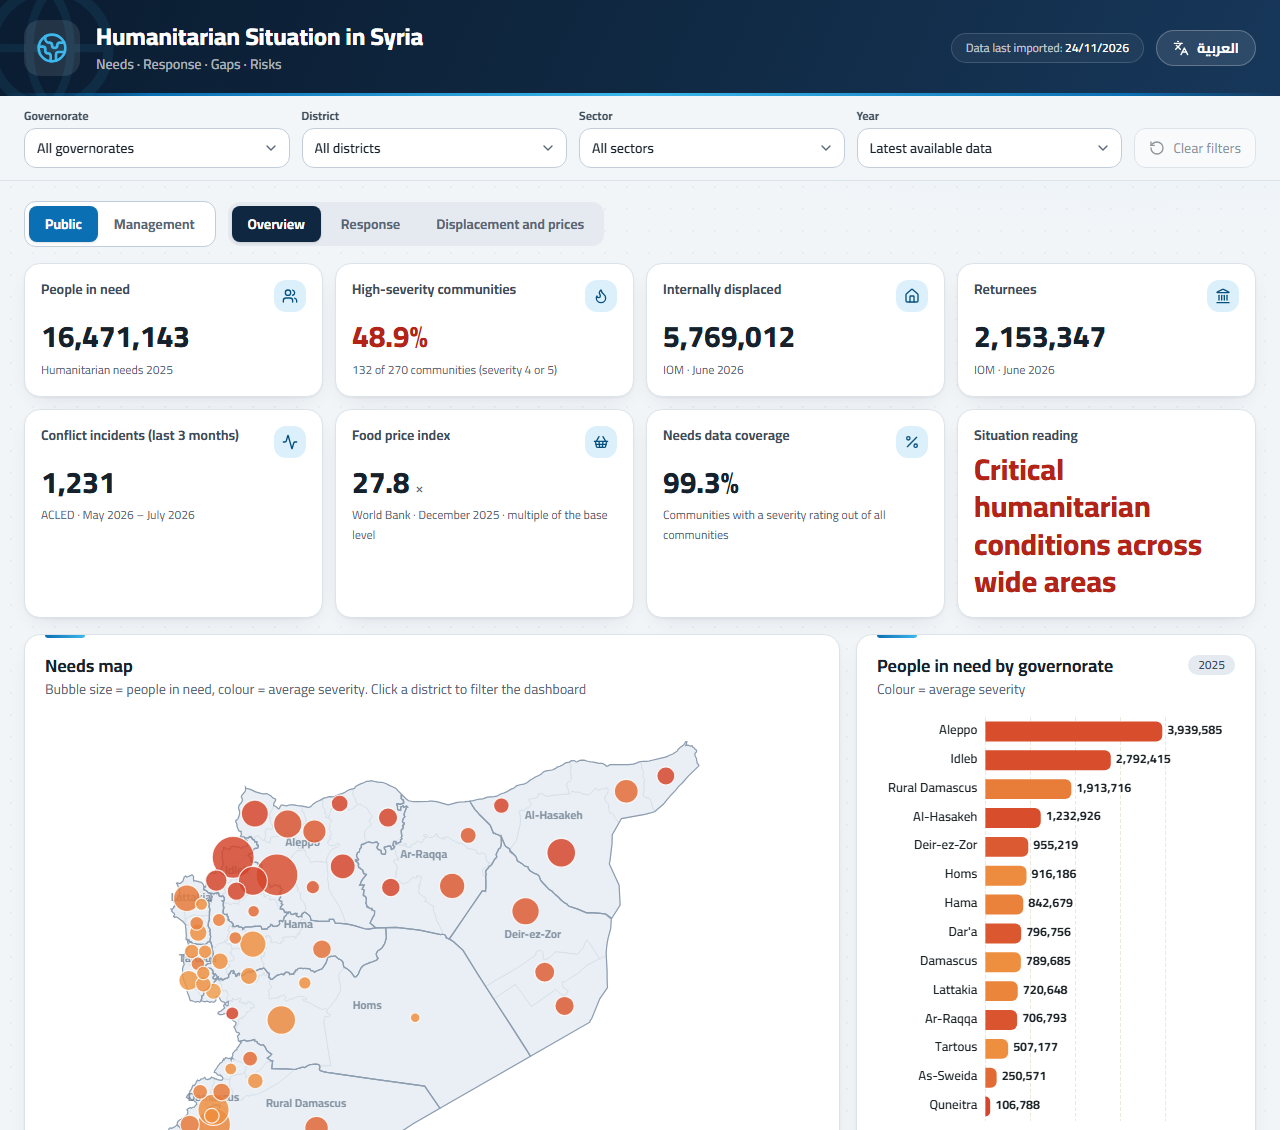 Humanitarian Situation in Syria
Needs · Response · Gaps · Risks
Data last imported: 24/11/2026
العربية
Governorate
District
Sector
Year
All governorates
All districts
All sectors
Latest available data
Clear filters
Public
Management
Overview
Response
Displacement and prices
People in need
16,471,143
Humanitarian needs 2025
High-severity communities
48.9%
132 of 270 communities (severity 4 or 5)
Internally displaced
5,769,012
IOM · June 2026
Returnees
2,153,347
IOM · June 2026
Conflict incidents (last 3 months)
1,231
ACLED · May 2026 – July 2026
Food price index
27.8 ×
World Bank · December 2025 · multiple of the base
level
Needs data coverage
99.3%
Communities with a severity rating out of all
communities
Situation reading
Critical
humanitarian
conditions across
wide areas
Needs map
Bubble size = people in need, colour = average severity. Click a district to filter the dashboard
Al-Hasakeh
Aleppo
Ar-Raqqa
Hama
Deir-ez-Zor
Homs
Rural Damascus
People in need by governorate
2025
Colour = average severity
Aleppo 3,939,585
Idleb 2,792,415
Rural Damascus 1,913,716
Al-Hasakeh 1,232,926
Deir-ez-Zor 955,219
Homs 916,186
Hama 842,679
Dar'a 796,756
Damascus 789,685
Lattakia 720,648
Ar-Raqqa 706,793
Tartous 507,177
As-Sweida 250,571
Quneitra 106,788